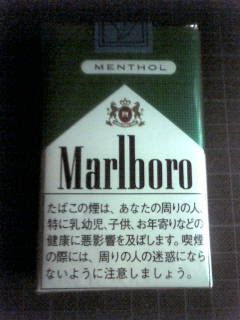 MENTHOL
Marlboro
たばこの煙は、あなたの周りの人、
特に乳幼児、子供、お年寄りなどの
健康に悪影響を及ぼします。喫煙
の際には、周りの人の迷惑になら
ないように注意しましょう。